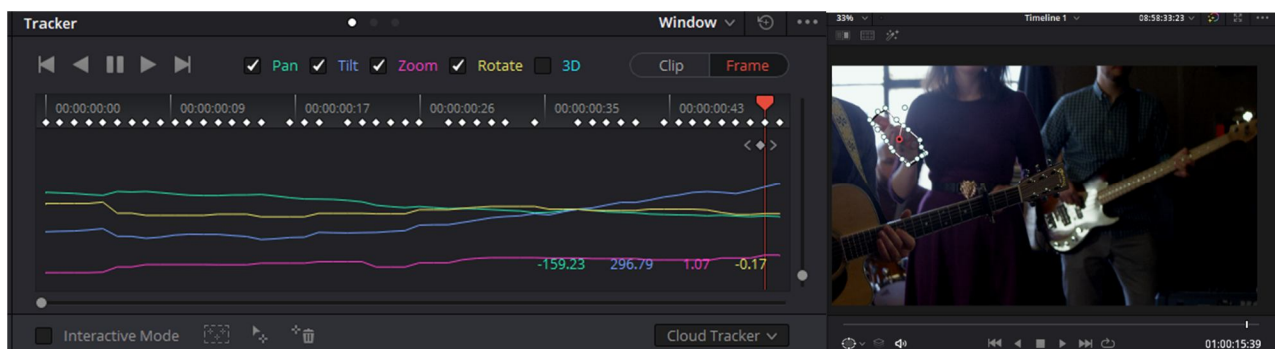 Tracker
Window
Pan Tilt Zoom Rotate 3D
Clip Frame
00:00:00:00 00:00:00:09 00:00:00:17 00:00:00:26 00:00:00:35 00:00:00:43
-159.23 296.79 1.07 -0.17
Interactive Mode
Cloud Tracker
33% Timeline 1 08:58:33:23
01:00:15:39